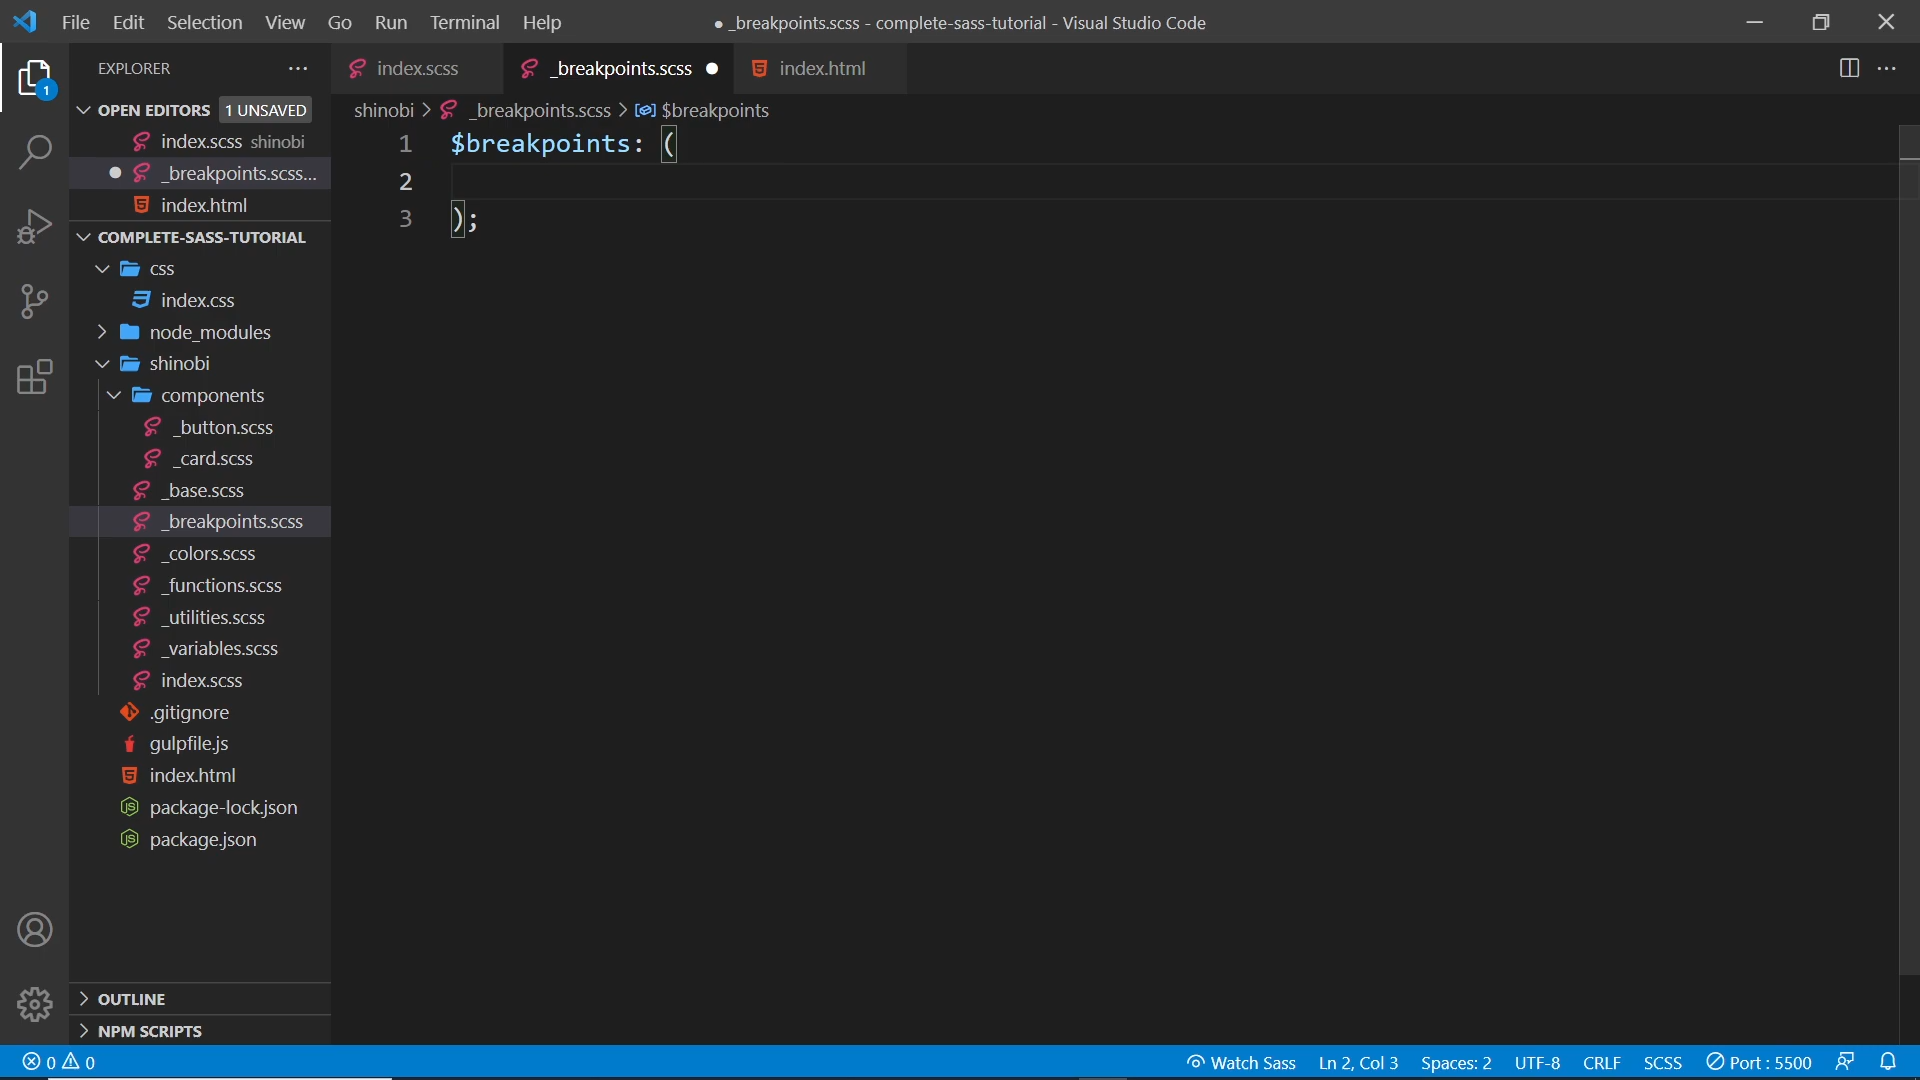 File Edit Selection View Go Run Terminal Help
● _breakpoints.scss - complete-sass-tutorial - Visual Studio Code
EXPLORER
index.scss
_breakpoints.scss
index.html
OPEN EDITORS 1 UNSAVED
index.scss shinobi
_breakpoints.scss...
index.html
shinobi > _breakpoints.scss > $breakpoints
1 $breakpoints: (
2
3 );
COMPLETE-SASS-TUTORIAL
css
index.css
node_modules
shinobi
components
_button.scss
_card.scss
_base.scss
_breakpoints.scss
_colors.scss
_functions.scss
_utilities.scss
_variables.scss
index.scss
.gitignore
gulpfile.js
index.html
package-lock.json
package.json
1
OUTLINE
NPM SCRIPTS
0 0
Watch Sass Ln 2, Col 3 Spaces: 2 UTF-8 CRLF SCSS Port : 5500